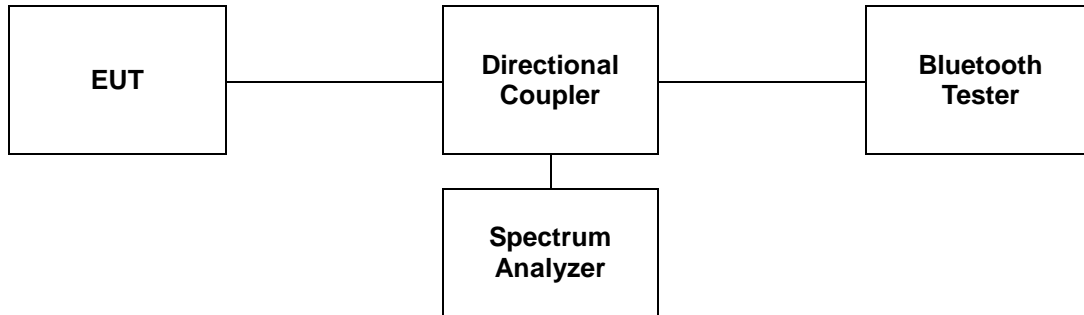 EUT
Directional
Coupler
Bluetooth
Tester
Spectrum
Analyzer